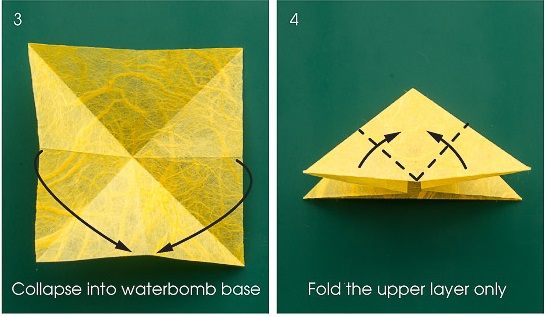 3
Collapse into waterbomb base
4
Fold the upper layer only